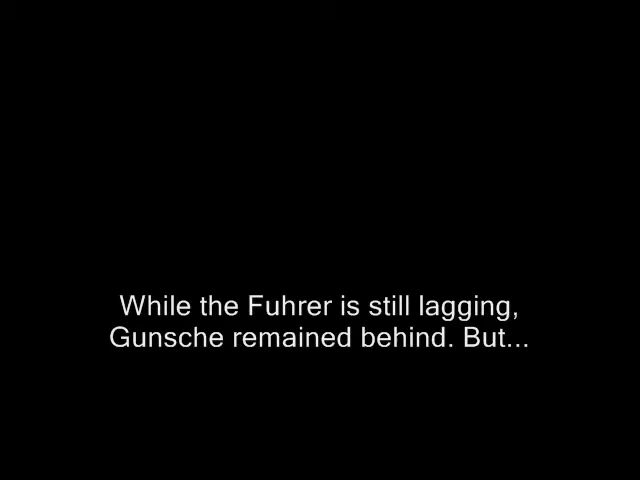 While the Fuhrer is still lagging,
Gunsche remained behind. But...